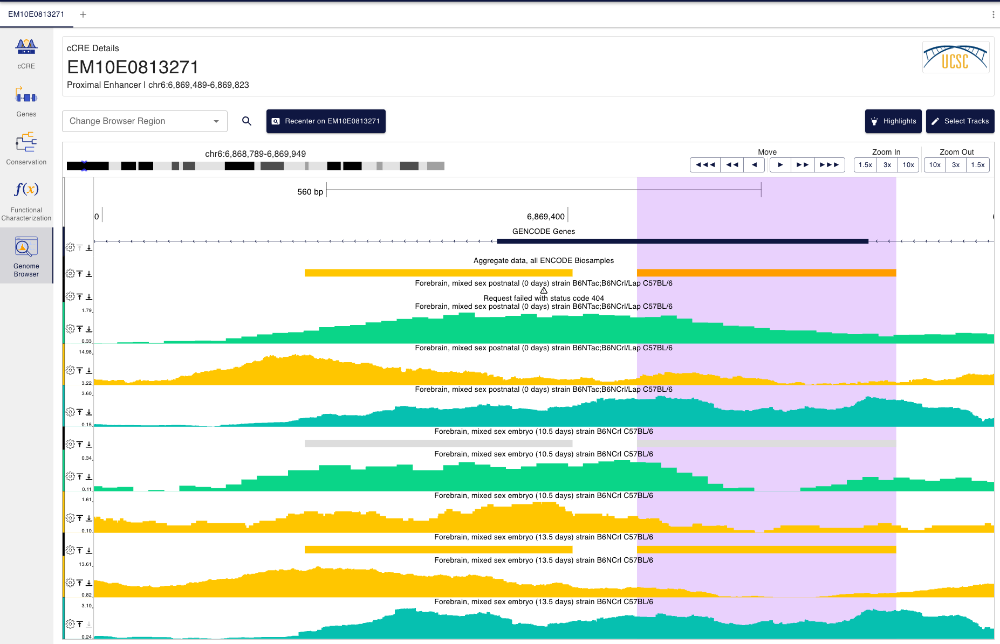 EM10E0813271 +
cCRE
Genes
Conservation
f(x)
Functional
Characterization
Genome
Browser
cCRE Details
EM10E0813271
Proximal Enhancer | chr6:6,869,489-6,869,823
UCSC
Change Browser Region
Recenter on EM10E0813271
Highlights
Select Tracks
chr6:6,868,789-6,869,949
Move
Zoom In
1.5x 3x 10x
Zoom Out
10x 3x 1.5x
560 bp
0
6,869,400
GENCODE Genes
Aggregate data, all ENCODE Biosamples
Forebrain, mixed sex postnatal (0 days) strain B6NTac;B6NCrl/Lap C57BL/6
Request failed with status code 404
Forebrain, mixed sex postnatal (0 days) strain B6NTac;B6NCrl/Lap C57BL/6
1.79
0.33
Forebrain, mixed sex postnatal (0 days) strain B6NTac;B6NCrl/Lap C57BL/6
14.98
3.22
Forebrain, mixed sex postnatal (0 days) strain B6NTac;B6NCrl/Lap C57BL/6
3.60
0.15
Forebrain, mixed sex embryo (10.5 days) strain B6NCrl C57BL/6
Forebrain, mixed sex embryo (10.5 days) strain B6NCrl C57BL/6
0.34
0.11
Forebrain, mixed sex embryo (10.5 days) strain B6NCrl C57BL/6
1.61
0.10
Forebrain, mixed sex embryo (13.5 days) strain B6NCrl C57BL/6
Forebrain, mixed sex embryo (13.5 days) strain B6NCrl C57BL/6
13.61
0.82
Forebrain, mixed sex embryo (13.5 days) strain B6NCrl C57BL/6
3.10
0.24